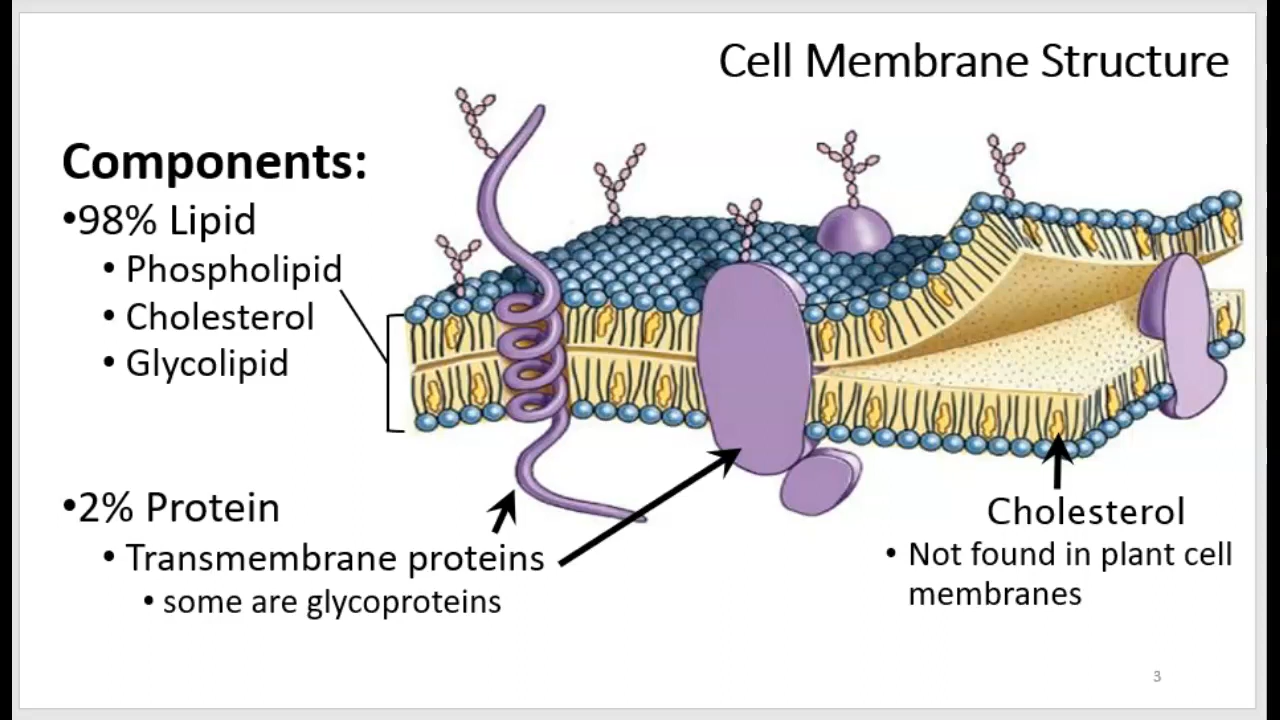 Cell Membrane Structure
Components:
•98% Lipid
• Phospholipid
• Cholesterol
• Glycolipid
•2% Protein
• Transmembrane proteins
• some are glycoproteins
Cholesterol
• Not found in plant cell
membranes
3